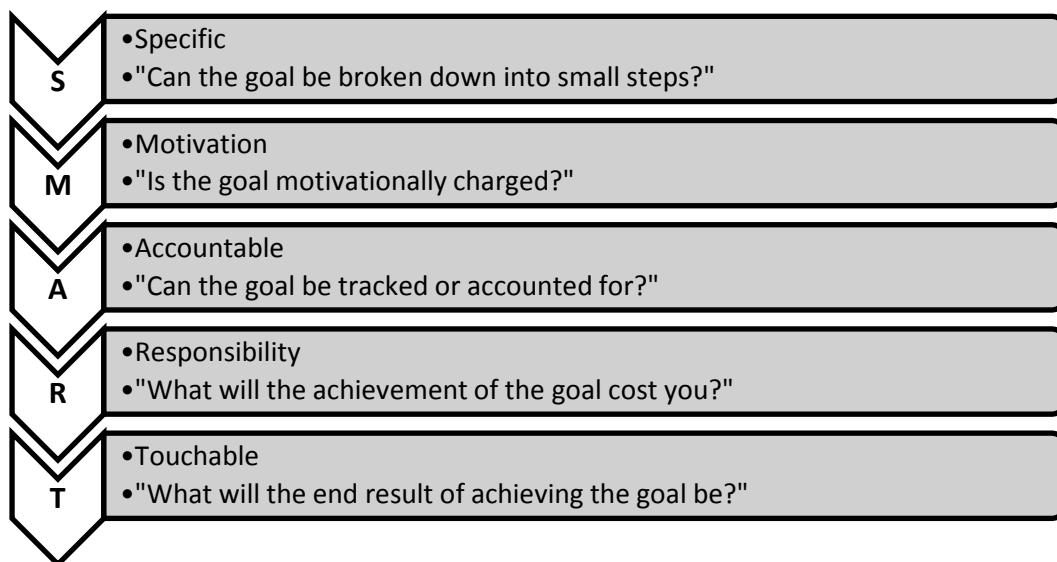 S
•Specific
•"Can the goal be broken down into small steps?"
M
•Motivation
•"Is the goal motivationally charged?"
A
•Accountable
•"Can the goal be tracked or accounted for?"
R
•Responsibility
•"What will the achievement of the goal cost you?"
T
•Touchable
•"What will the end result of achieving the goal be?"